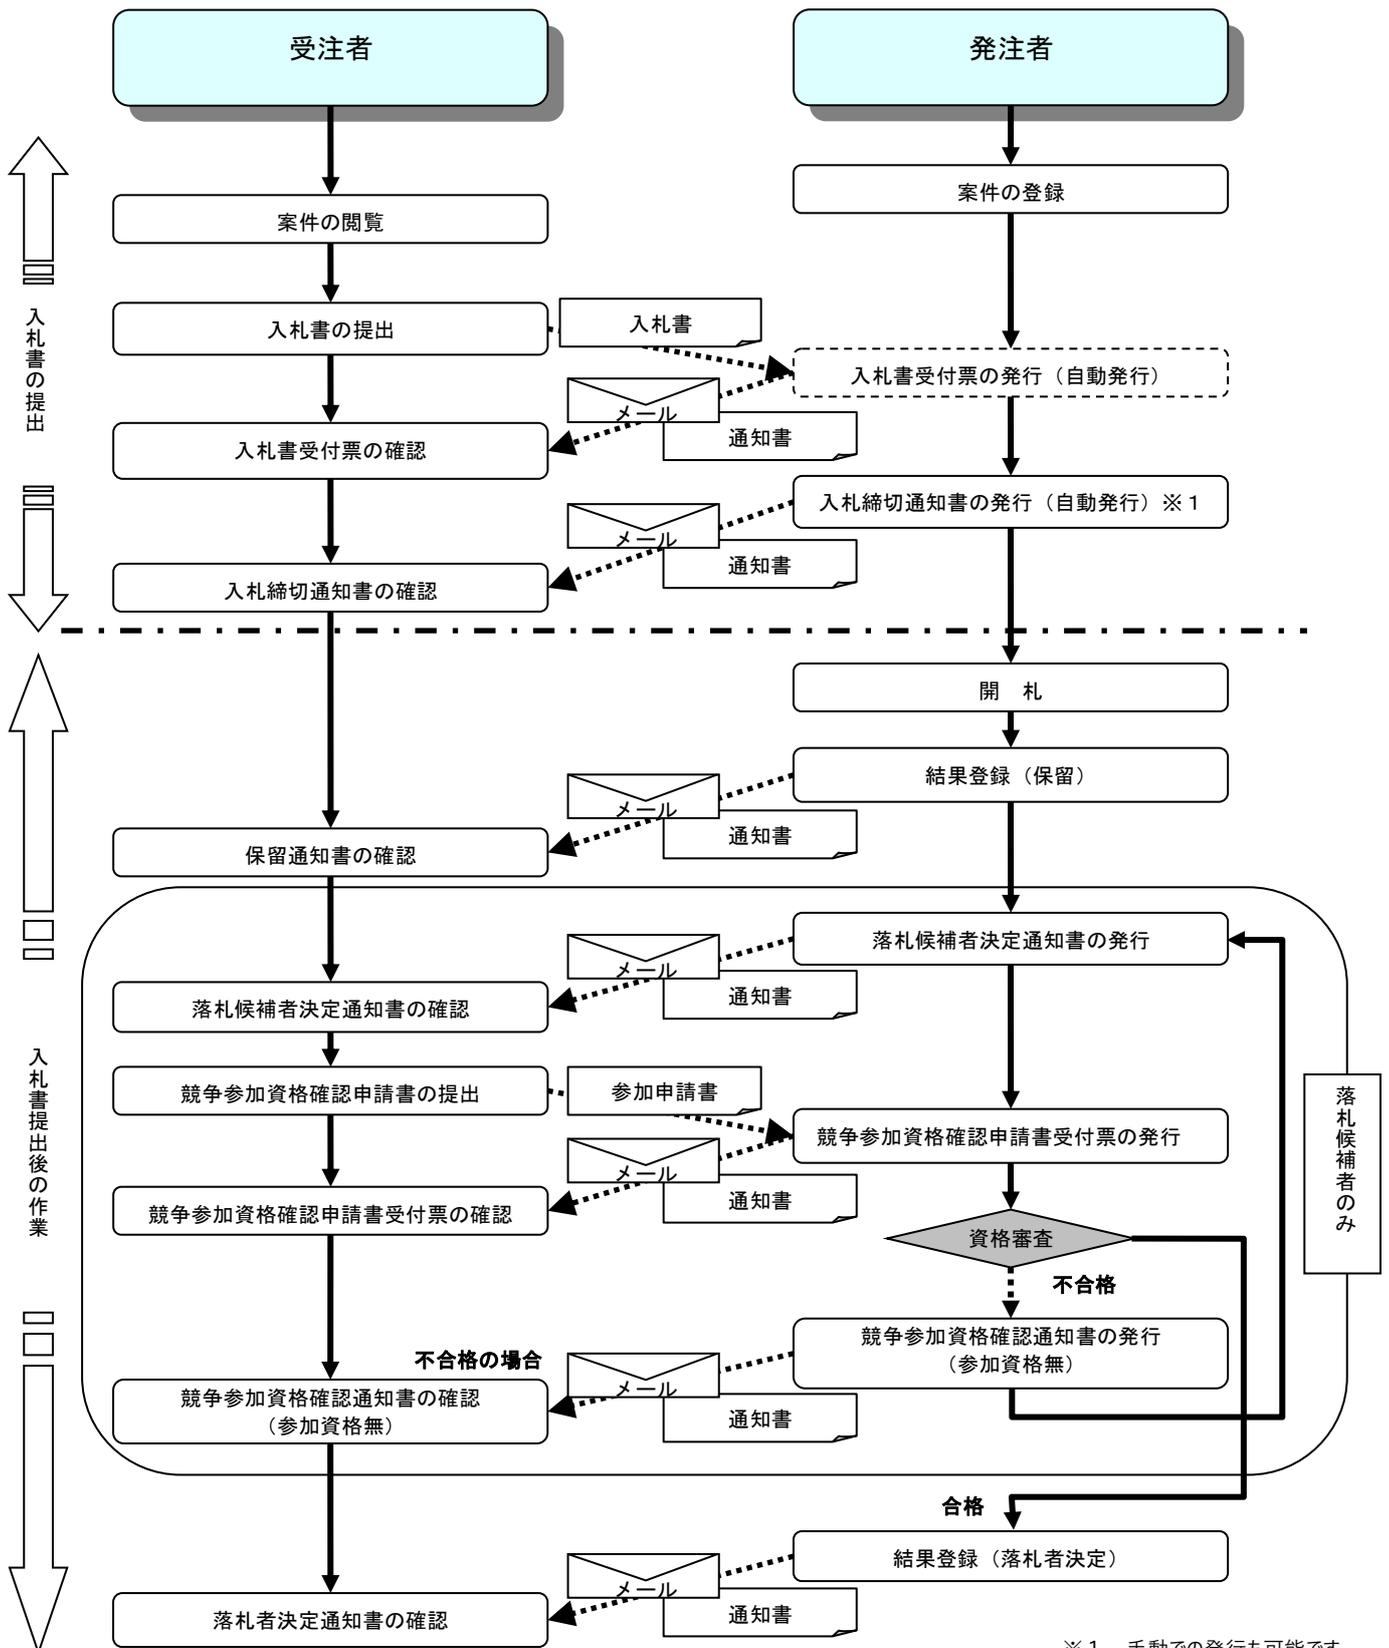 受注者
発注者
案件の登録
案件の閲覧
入札書の提出
入札書の提出
入札書
入札書受付票の発行（自動発行）
メール
通知書
入札書受付票の確認
入札締切通知書の発行（自動発行）※１
メール
通知書
入札締切通知書の確認
開　札
結果登録（保留）
メール
通知書
保留通知書の確認
落札候補者決定通知書の発行
メール
通知書
落札候補者決定通知書の確認
入札書提出後の作業
競争参加資格確認申請書の提出
参加申請書
競争参加資格確認申請書受付票の発行
落札候補者のみ
メール
通知書
競争参加資格確認申請書受付票の確認
資格審査
不合格
競争参加資格確認通知書の発行
（参加資格無）
不合格の場合
メール
通知書
競争参加資格確認通知書の確認
（参加資格無）
合格
結果登録（落札者決定）
メール
通知書
落札者決定通知書の確認
※１　手動での発行も可能です